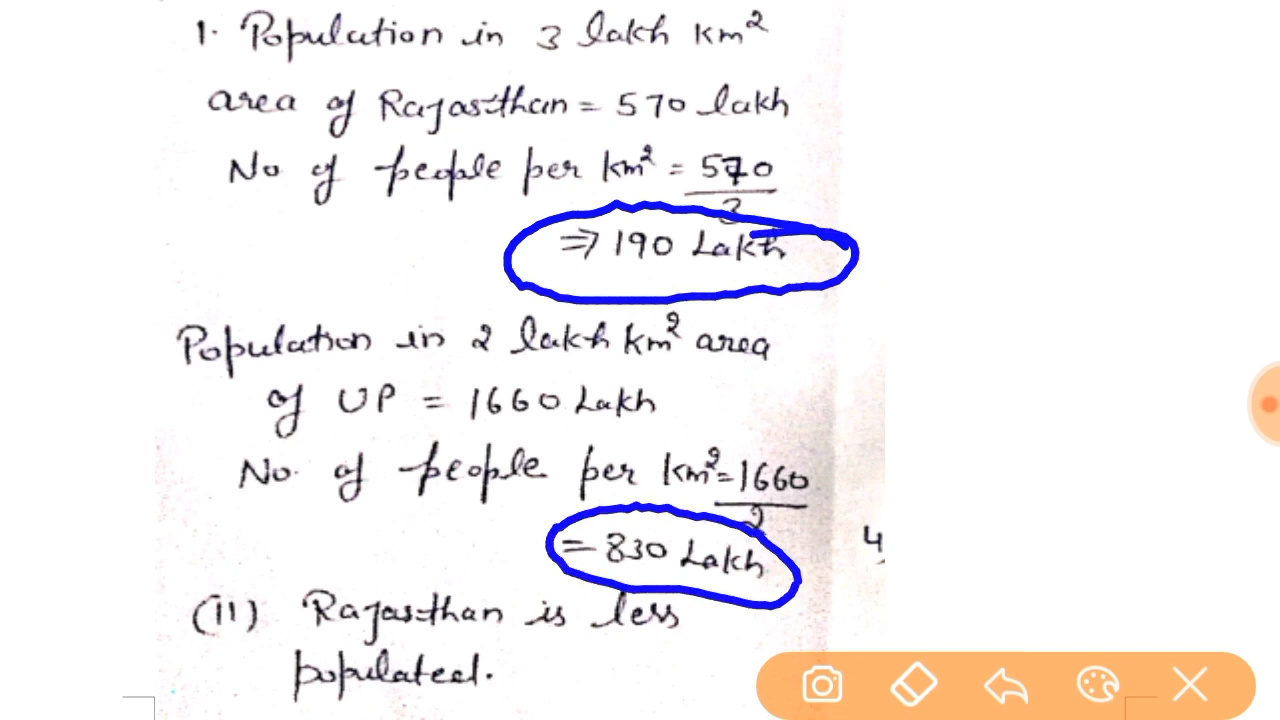 1. Population in 3 lakh km²
area of Rajasthan = 570 lakh
No of people per km² = 570
3
⇒ 190 Lakh
Population in 2 lakh km² area
of UP = 1660 Lakh
No. of people per km² = 1660
2
= 830 Lakh
4,
(II) Rajasthan is less
populated.